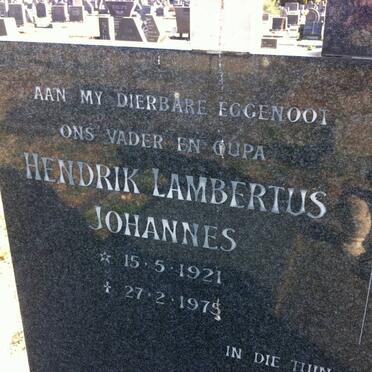 AAN MY DIERBARE EGGENOOT
ONS VADER EN OUPA
HENDRIK LAMBERTUS
JOHANNES
☆ 15·5·1921
✝ 27·2·1975
IN DIE TUIN